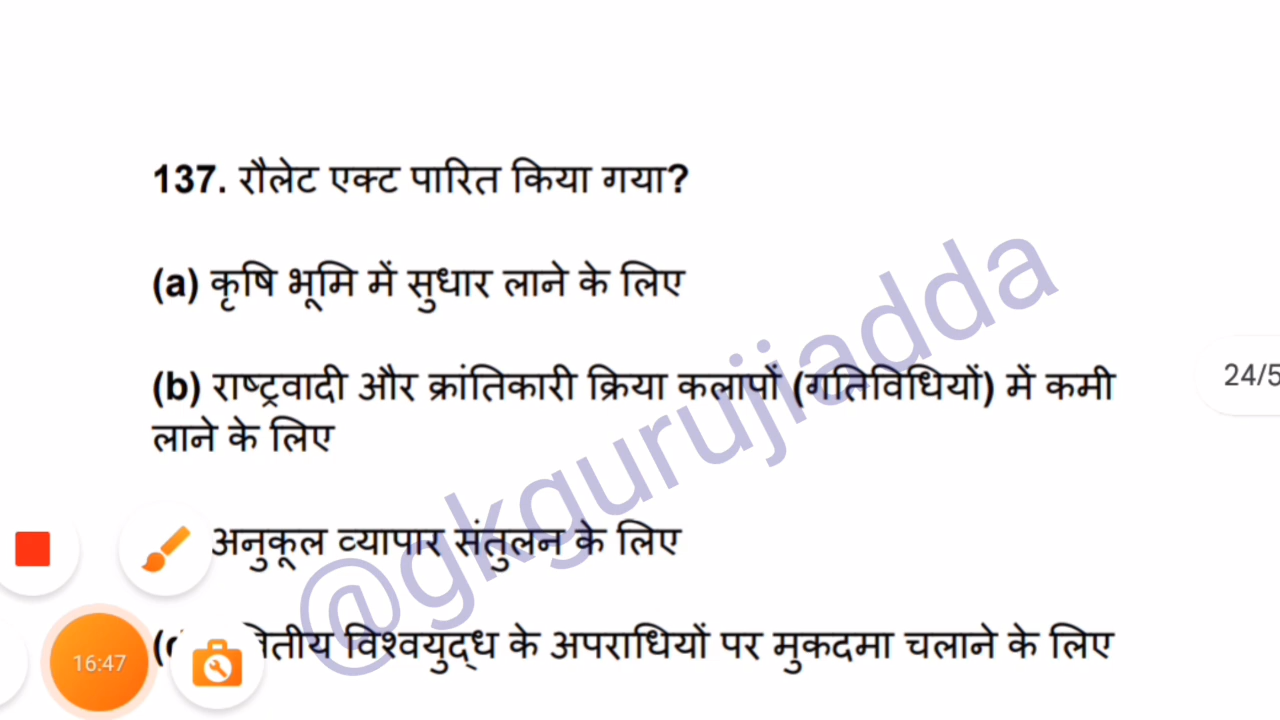 137. रौलेट एक्ट पारित किया गया?
(a) कृषि भूमि में सुधार लाने के लिए
(b) राष्ट्रवादी और क्रांतिकारी क्रिया कलापों (गतिविधियों) में कमी
लाने के लिए
24/5
अनुकूल व्यापार संतुलन के लिए
विश्वयुद्ध के अपराधियों पर मुकदमा चलाने के लिए
16:47
@gkgurujiadda